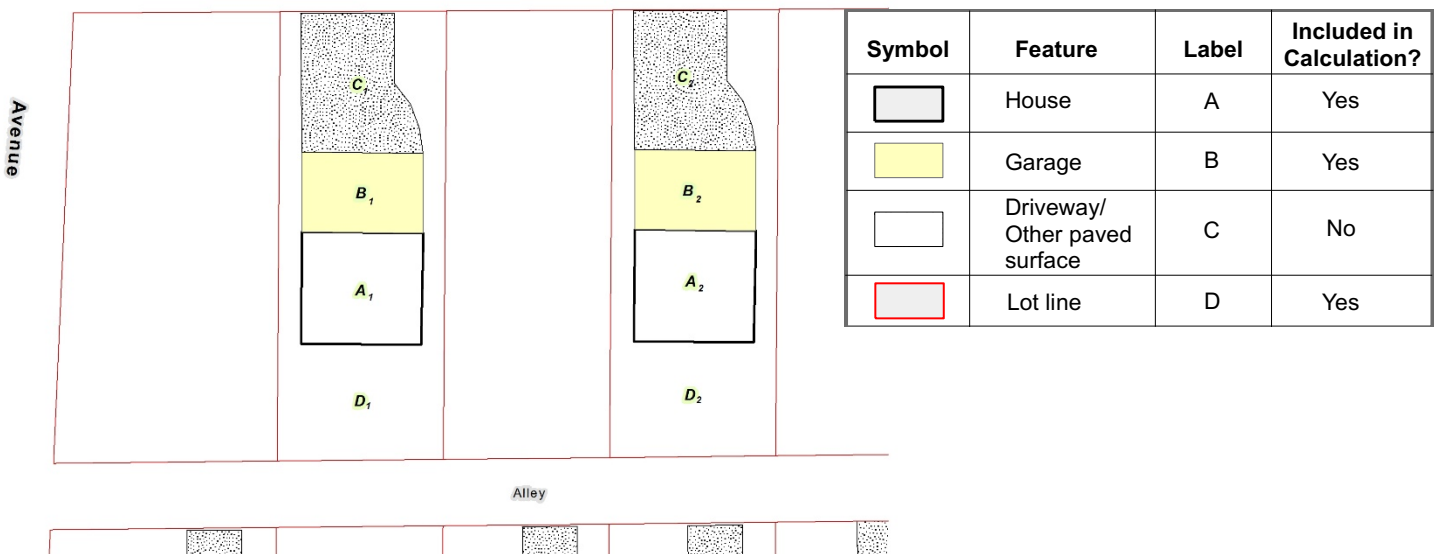 Avenue
C₁
B₁
A₁
D₁
C₂
B₂
A₂
D₂
Alley
Symbol Feature Label Included in Calculation?
House A Yes
Garage B Yes
Driveway/
Other paved
surface C No
Lot line D Yes